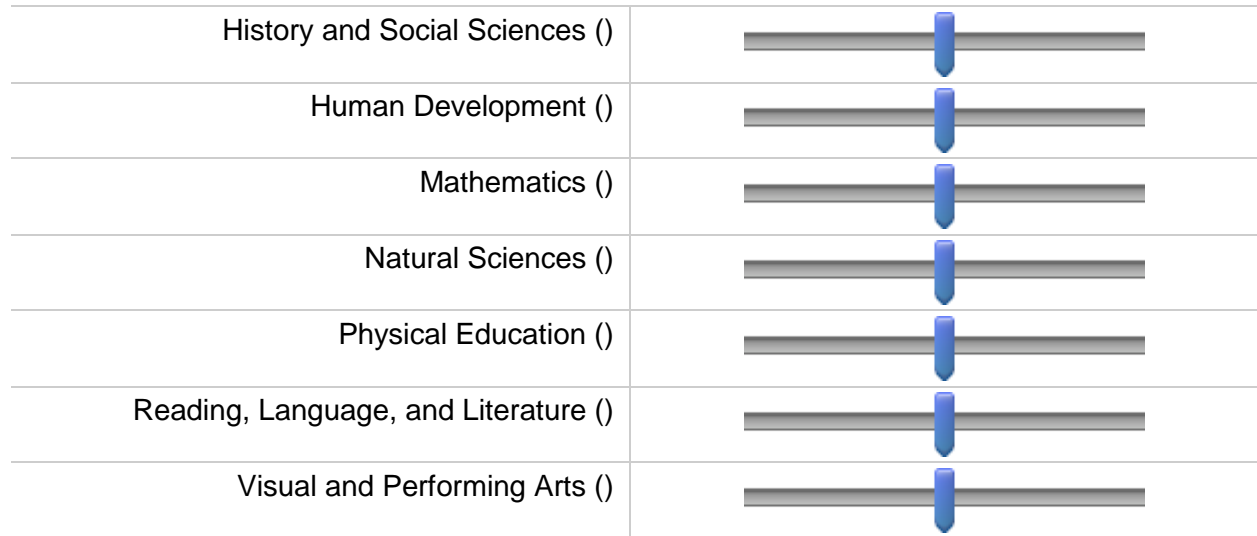 History and Social Sciences ()
Human Development ()
Mathematics ()
Natural Sciences ()
Physical Education ()
Reading, Language, and Literature ()
Visual and Performing Arts ()